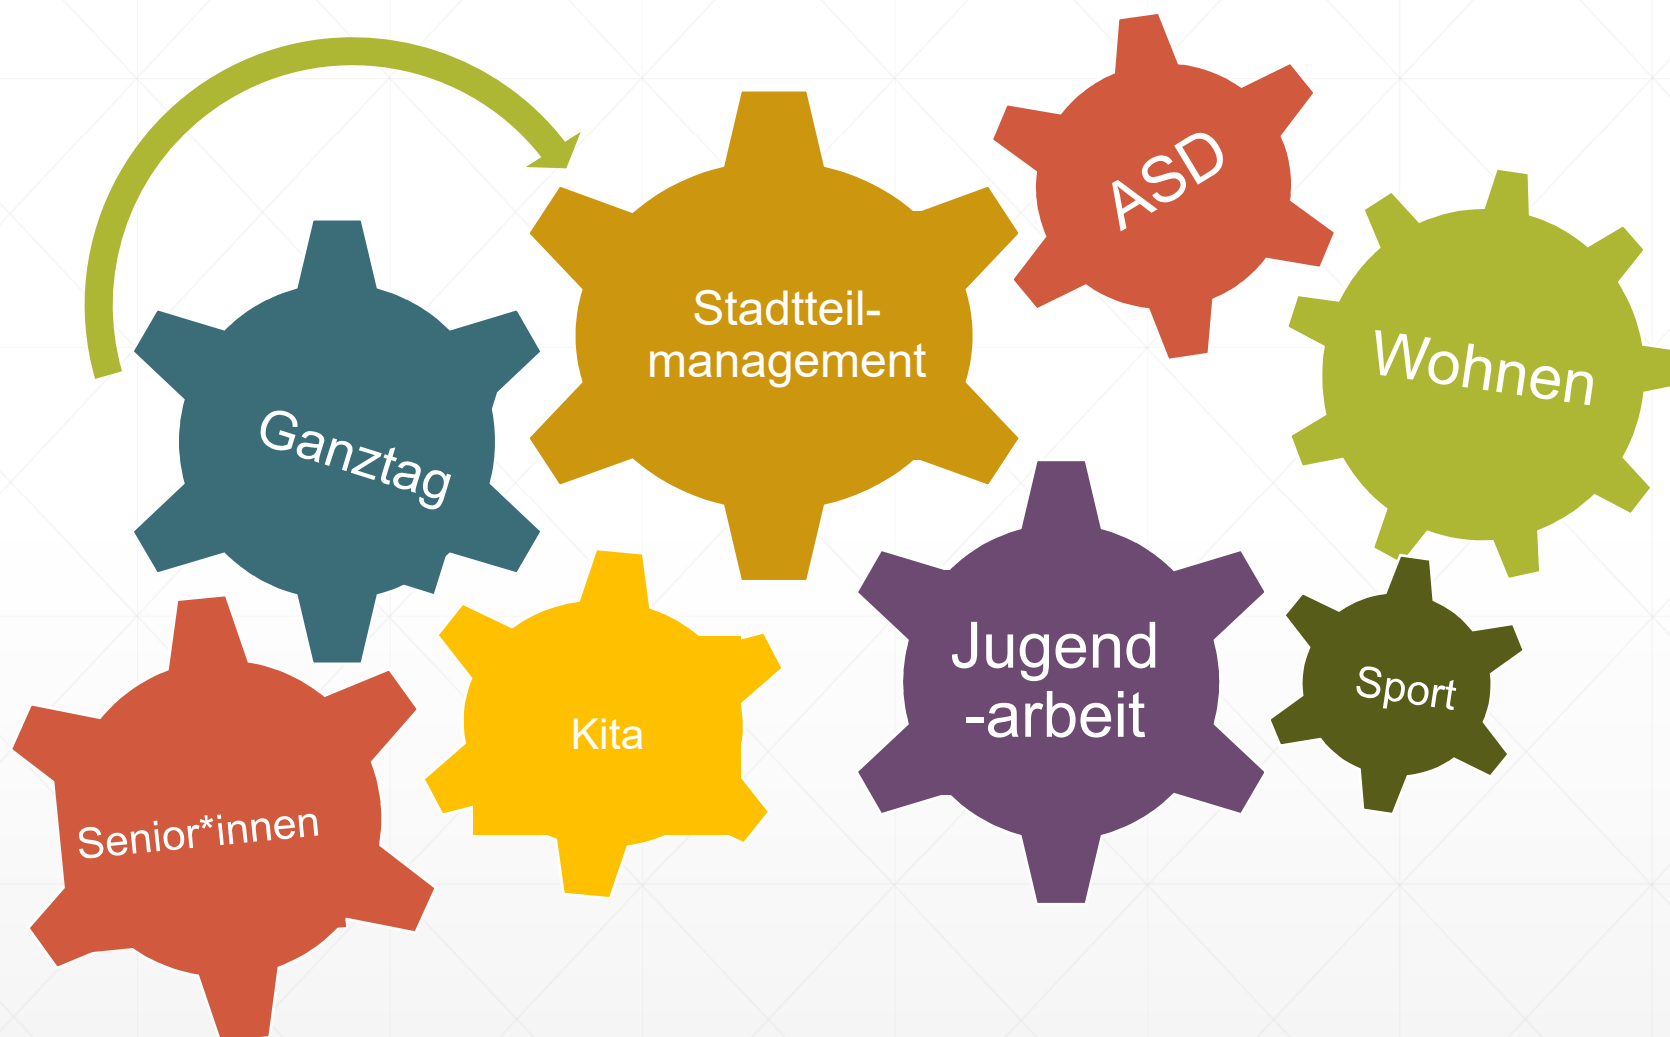 ASD
Stadtteil-
management
Wohnen
Ganztag
Jugend
-arbeit
Sport
Kita
Senior*innen